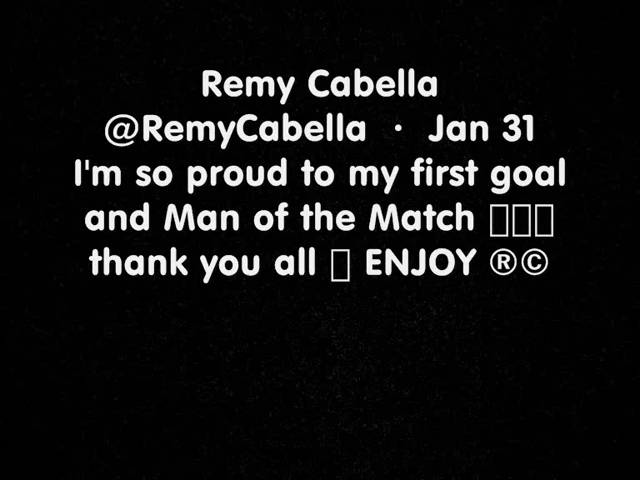 Remy Cabella
@RemyCabella · Jan 31
I'm so proud to my first goal
and Man of the Match ▯▯▯
thank you all ▯ ENJOY ®©